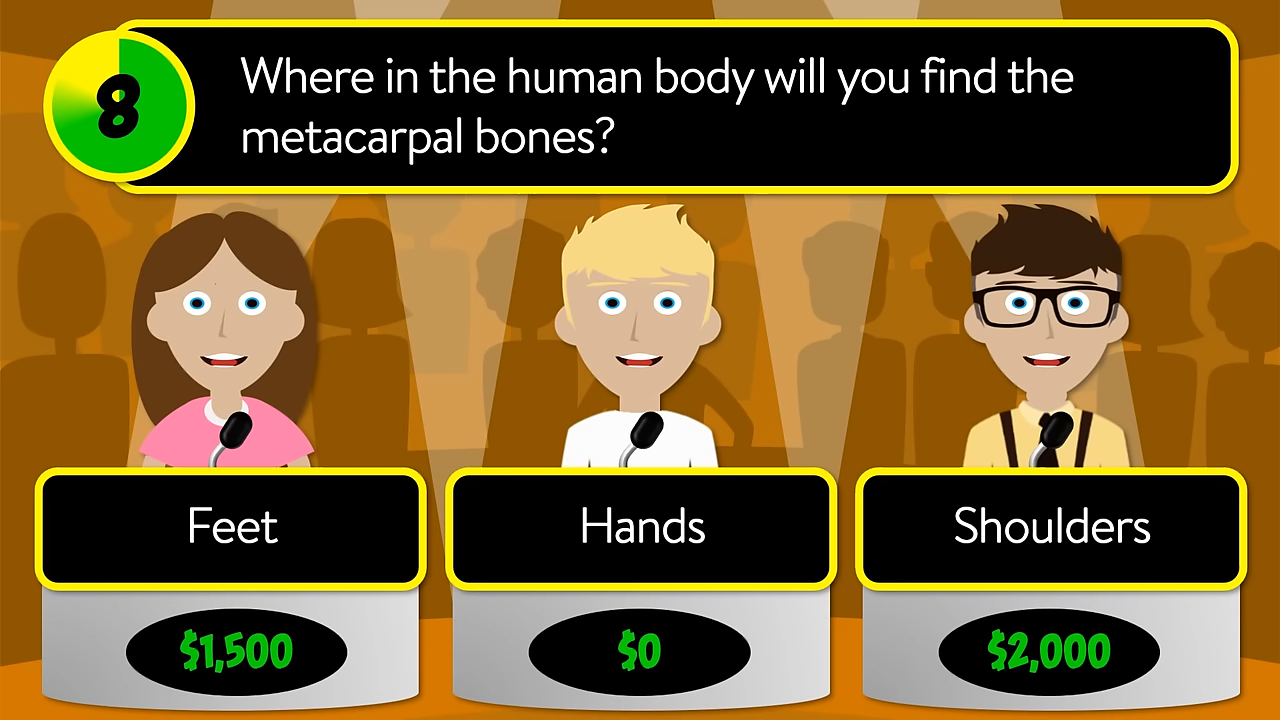 8
Where in the human body will you find the
metacarpal bones?
Feet
Hands
Shoulders
$1,500
$0
$2,000